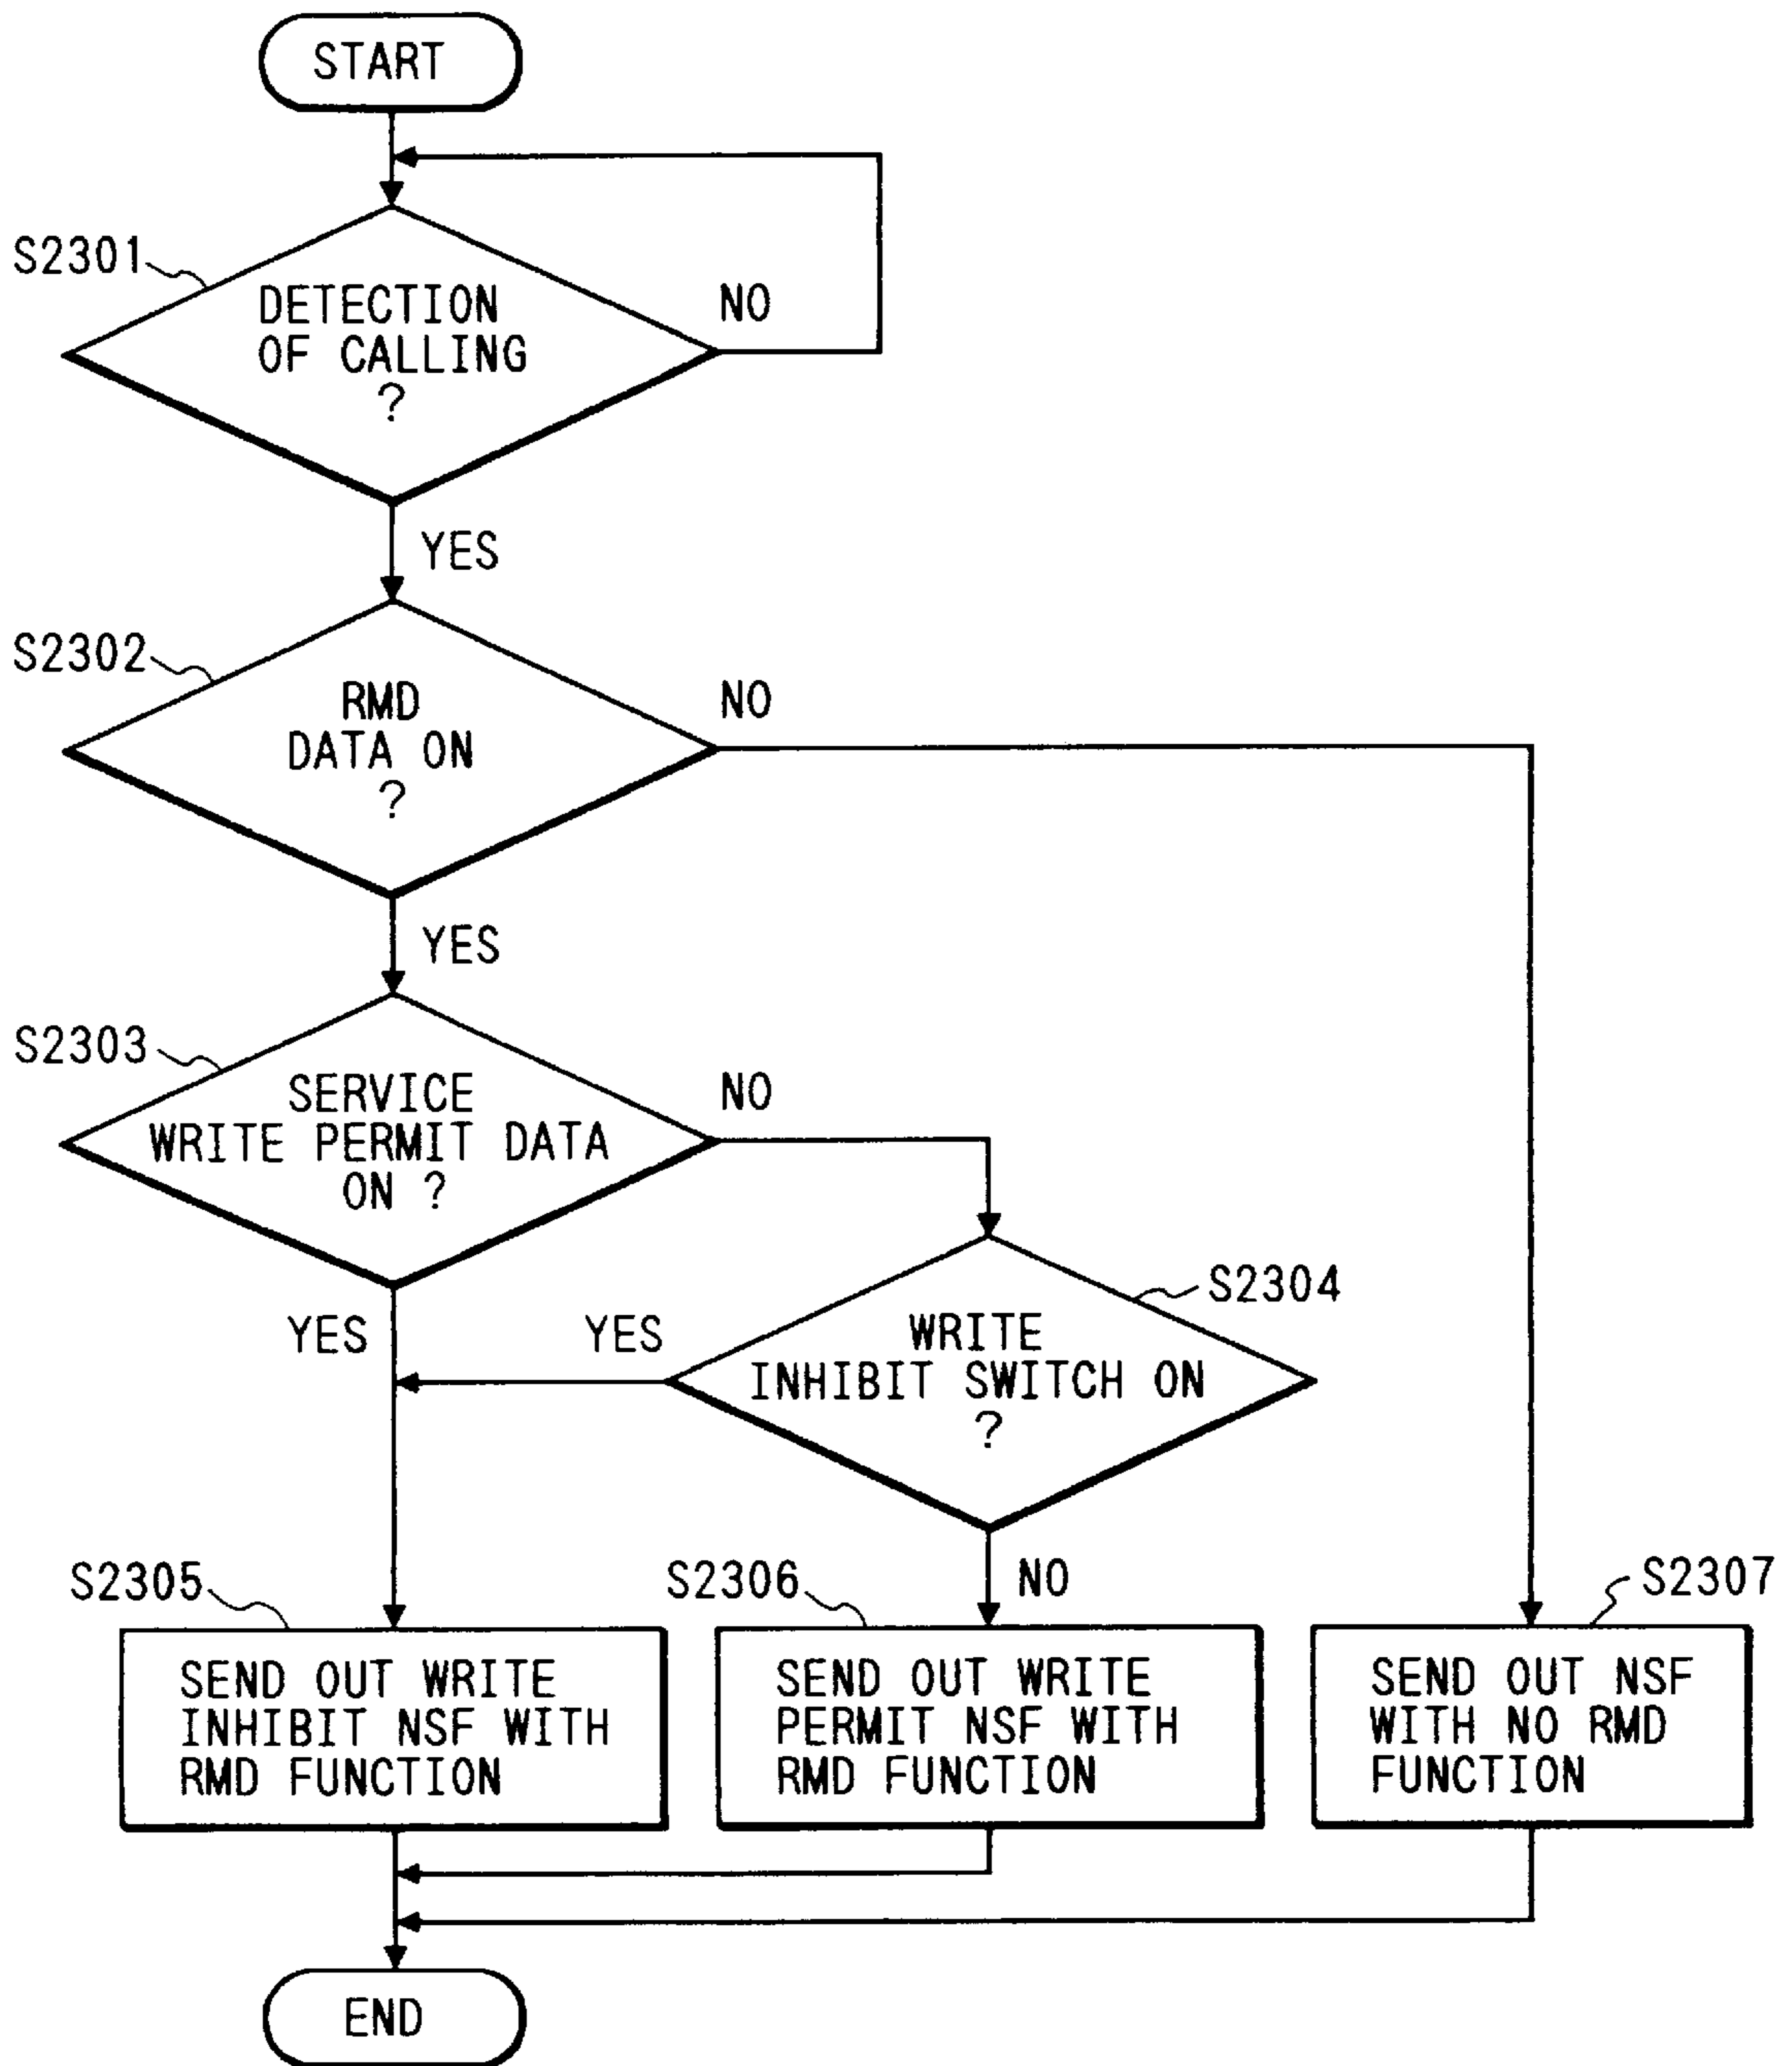 START
S2301
DETECTION
OF CALLING
?
NO
YES
S2302
RMD
DATA ON
?
NO
YES
S2303
SERVICE
WRITE PERMIT DATA
ON ?
NO
YES
S2304
WRITE
INHIBIT SWITCH ON
?
YES
NO
S2305
SEND OUT WRITE
INHIBIT NSF WITH
RMD FUNCTION
S2306
SEND OUT WRITE
PERMIT NSF WITH
RMD FUNCTION
S2307
SEND OUT NSF
WITH NO RMD
FUNCTION
END